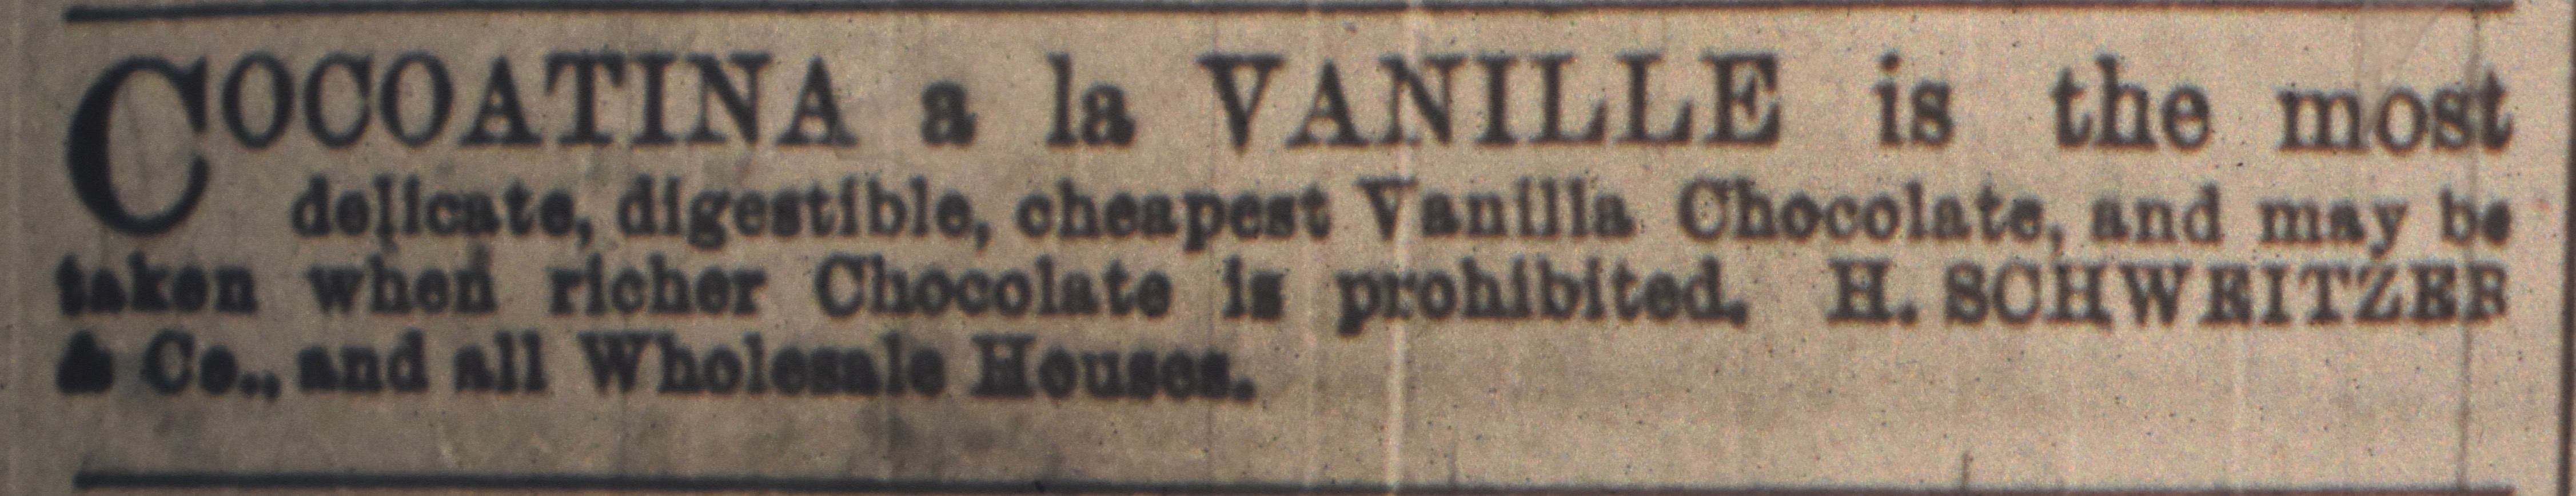 COCOATINA a la VANILLE is the most
delicate, digestible, cheapest Vanilla Chocolate, and may be
taken when richer Chocolate is prohibited. H. SCHWEITZER
& Co., and all Wholesale Houses.